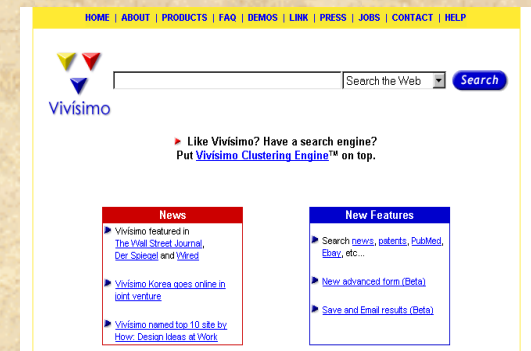 HOME | ABOUT | PRODUCTS | FAQ | DEMOS | LINK | PRESS | JOBS | CONTACT | HELP
Search the Web
Search
Vivísimo
Like Vivísimo? Have a search engine?
Put Vivísimo Clustering Engine™ on top.
News
Vivísimo featured in
The Wall Street Journal,
Der Spiegel and Wired
Vivísimo Korea goes online in
joint venture
Vivísimo named top 10 site by
How: Design Ideas at Work
New Features
Search news, patents, PubMed,
Ebay, etc...
New advanced form (Beta)
Save and Email results (Beta)